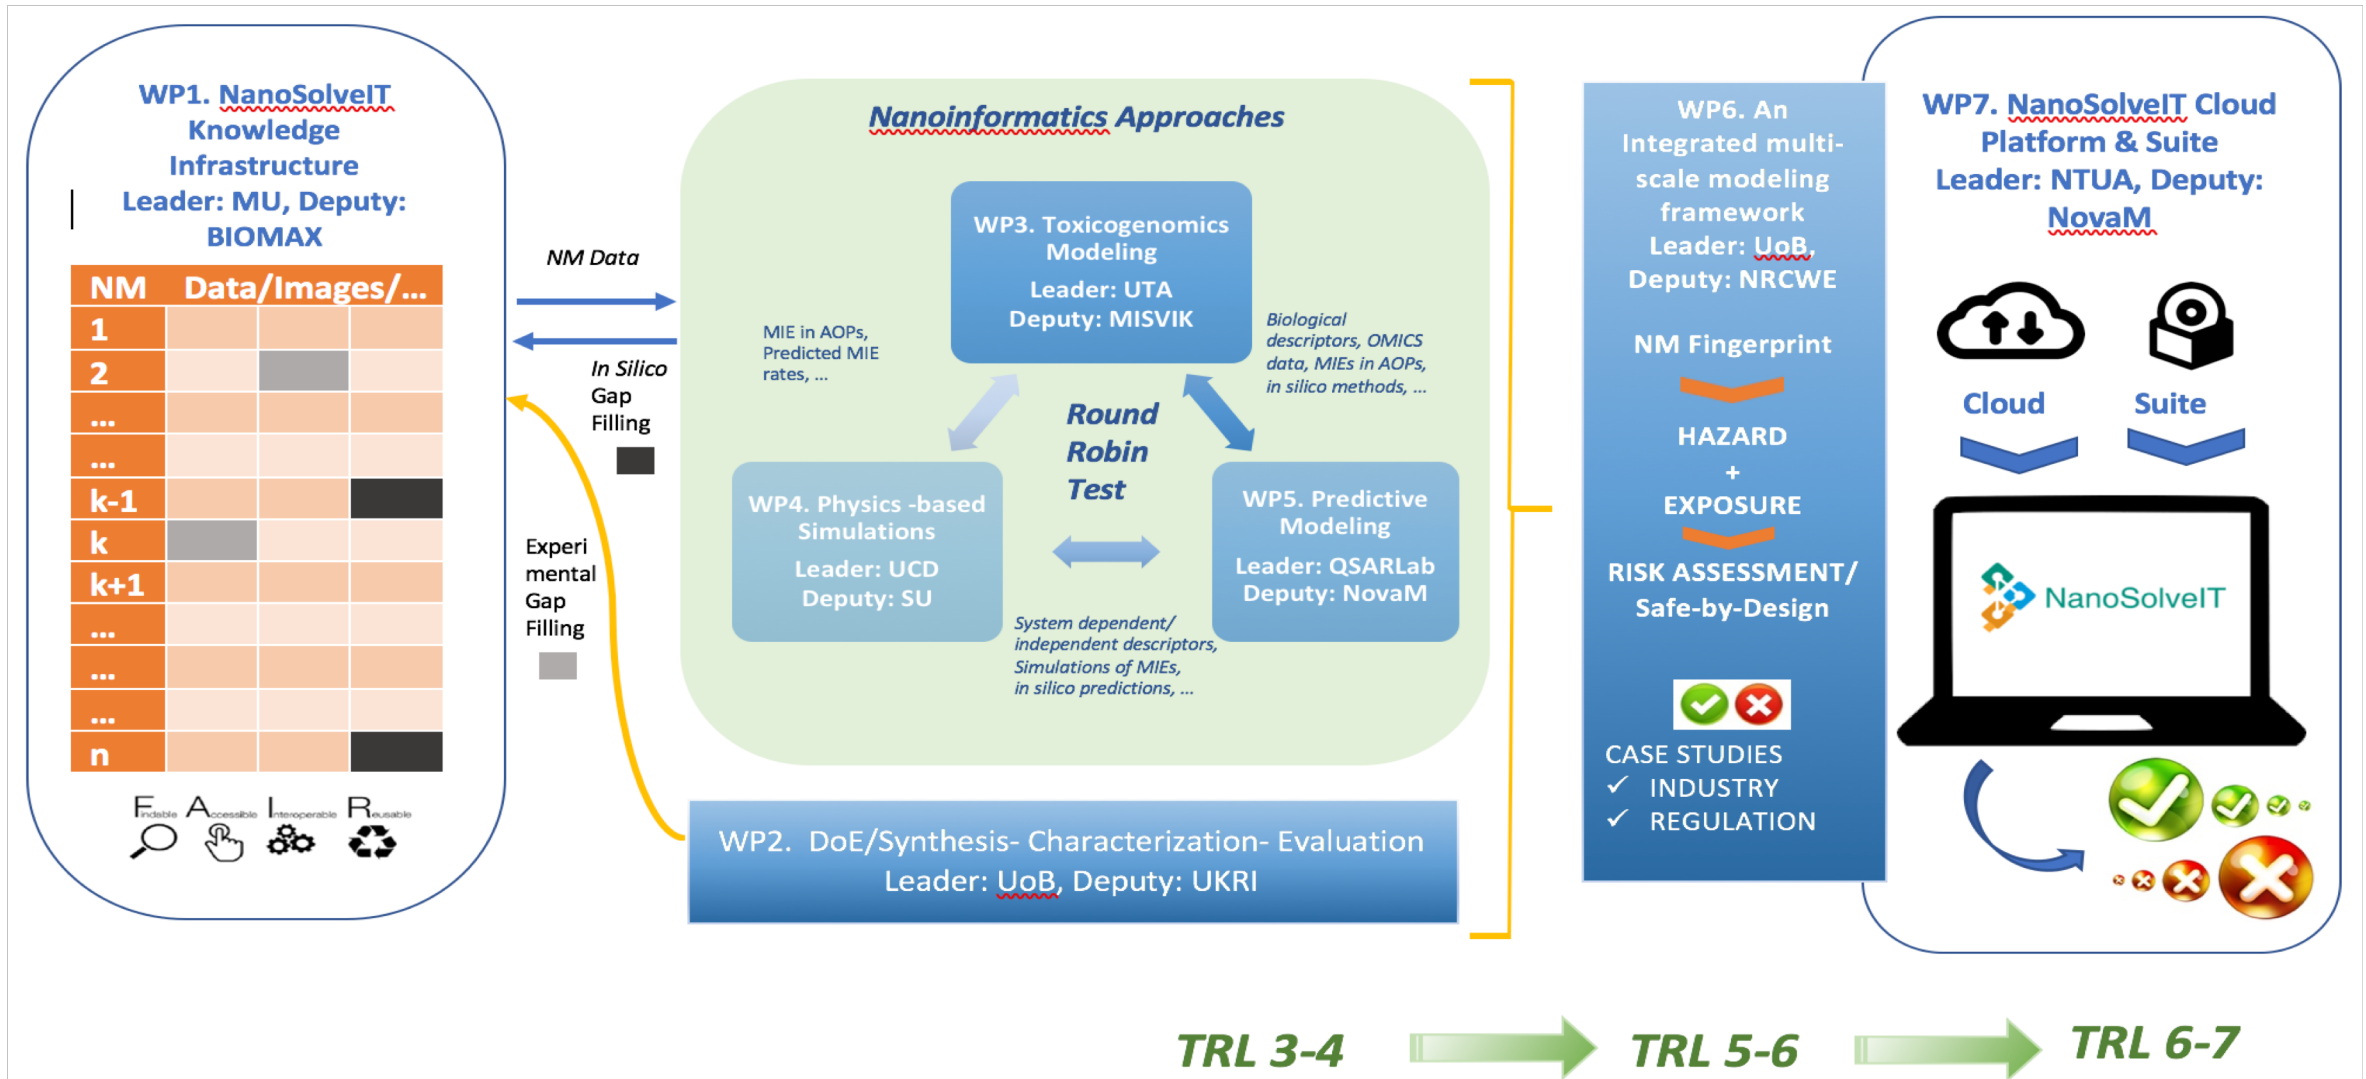 WP1. NanoSolveIT
Knowledge
Infrastructure
Leader: MU, Deputy:
BIOMAX
NM Data/Images/...
1
2
...
...
k-1
k
k+1
...
...
...
n
Findable Accessible Interoperable Reusable
NM Data
In Silico
Gap
Filling
Experi
mental
Gap
Filling
Nanoinformatics Approaches
WP3. Toxicogenomics
Modeling
Leader: UTA
Deputy: MISVIK
MIE in AOPs,
Predicted MIE
rates, ...
Biological
descriptors, OMICS
data, MIEs in AOPs,
in silico methods, ...
Round
Robin
Test
WP4. Physics -based
Simulations
Leader: UCD
Deputy: SU
WP5. Predictive
Modeling
Leader: QSARLab
Deputy: NovaM
System dependent/
independent descriptors,
Simulations of MIEs,
in silico predictions, ...
WP2. DoE/Synthesis- Characterization- Evaluation
Leader: UoB, Deputy: UKRI
WP6. An
Integrated multi-
scale modeling
framework
Leader: UoB,
Deputy: NRCWE
NM Fingerprint
HAZARD
+
EXPOSURE
RISK ASSESSMENT/
Safe-by-Design
CASE STUDIES
✓ INDUSTRY
✓ REGULATION
WP7. NanoSolveIT Cloud
Platform & Suite
Leader: NTUA, Deputy:
NovaM
Cloud Suite
NanoSolveIT
TRL 3-4 TRL 5-6 TRL 6-7